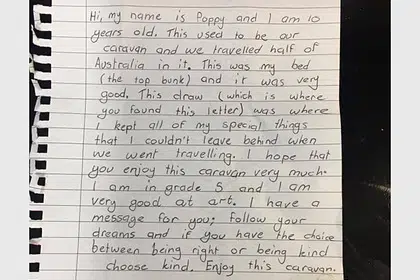 Hi, my name is Poppy and I am 10
years old. This used to be our
caravan and we travelled half of
Australia in it. This was my bed
(the top bunk) and it was very
good. This draw (which is where
you found this letter) was where
I kept all of my special things
that I couldn't leave behind when
we went travelling. I hope that
you enjoy this caravan very much.
I am in grade 5 and I am
very good at art. I have a
message for you: Follow your
dreams and if you have the choice
between being right or being kind
choose kind. Enjoy this caravan.